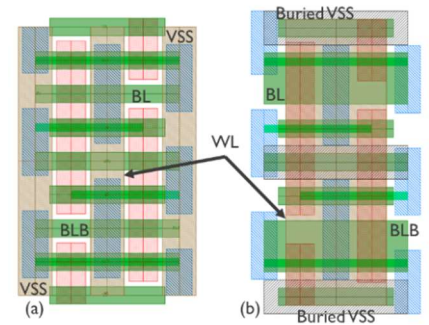 VSS
BL
BLB
VSS
(a)
WL
Buried VSS
BL
BLB
(b)
Buried VSS